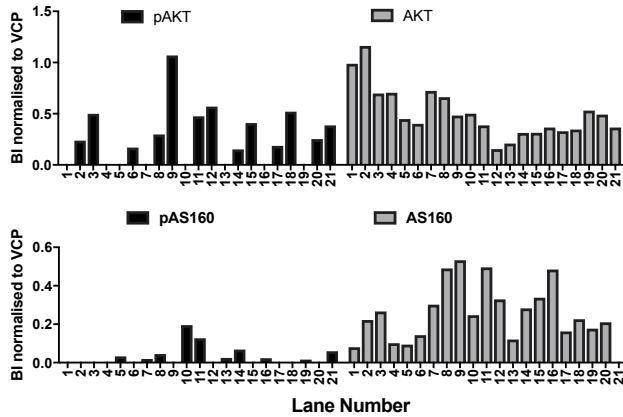 pAKT AKT
BI normalised to VCP
1.5
1.0
0.5
0.0
1 2 3 4 5 6 7 8 9 10 11 12 13 14 15 16 17 18 19 20 21 1 2 3 4 5 6 7 8 9 10 11 12 13 14 15 16 17 18 19 20 21
pAS160 AS160
BI normalised to VCP
0.6
0.4
0.2
0.0
1 2 3 4 5 6 7 8 9 10 11 12 13 14 15 16 17 18 19 20 21 1 2 3 4 5 6 7 8 9 10 11 12 13 14 15 16 17 18 19 20 21
Lane Number